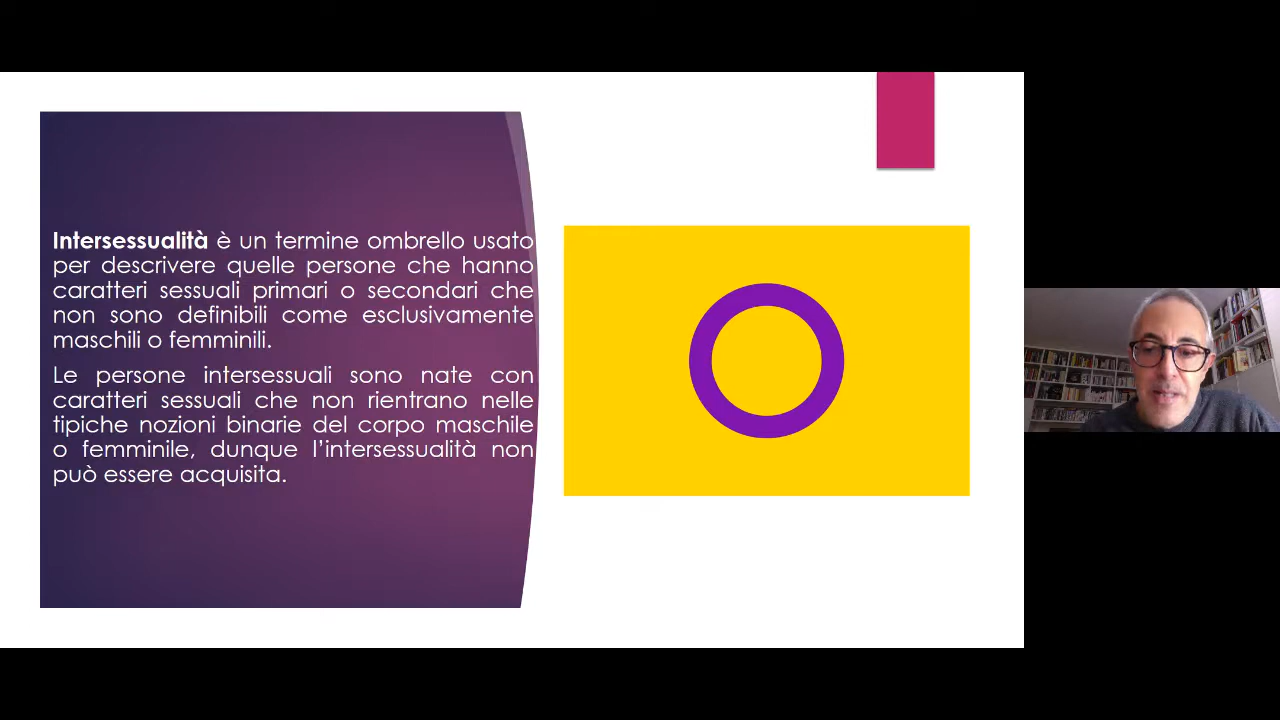 Intersessualità è un termine ombrello usato
per descrivere quelle persone che hanno
caratteri sessuali primari o secondari che
non sono definibili come esclusivamente
maschili o femminili.
Le persone intersessuali sono nate con
caratteri sessuali che non rientrano nelle
tipiche nozioni binarie del corpo maschile
o femminile, dunque l’intersessualità non
può essere acquisita.